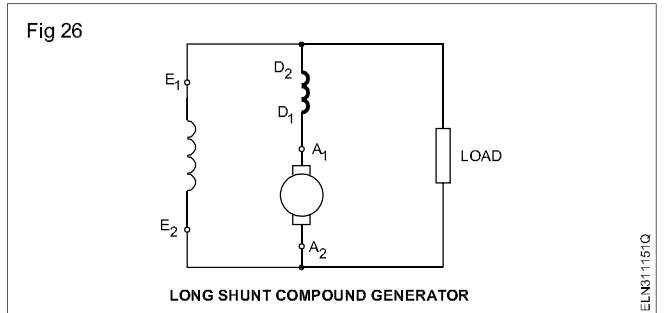 Fig 26
D2
E1
D1
A1
LOAD
E2
A2
LONG SHUNT COMPOUND GENERATOR
ELN311151Q